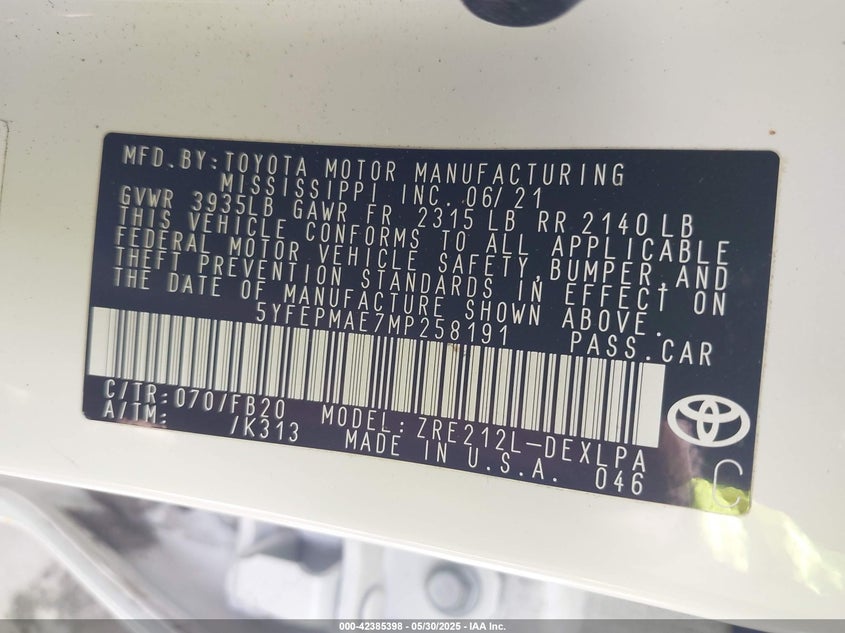 MFD.BY:TOYOTA MOTOR MANUFACTURING
MISSISSIPPI INC. 06/21
GVWR 3935LB GAWR FR 2315 LB RR 2140 LB
THIS VEHICLE CONFORMS TO ALL APPLICABLE
FEDERAL MOTOR VEHICLE SAFETY, BUMPER, AND
THEFT PREVENTION STANDARDS IN EFFECT ON
THE DATE OF MANUFACTURE SHOWN ABOVE.
5YFEPMAE7MP258191 PASS.CAR
C/TR:070/FB20 MODEL:ZRE212L-DEXLPA
A/TM: /K313 MADE IN U.S.A. 046
C
000-42385398 - 05/30/2025 - IAA Inc.